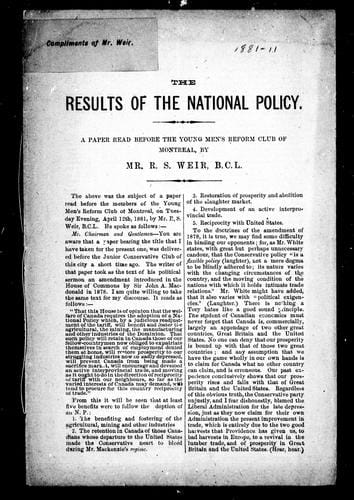 Compliments of Mr. Weir.
1881-11
THE
RESULTS OF THE NATIONAL POLICY.
A PAPER READ BEFORE THE YOUNG MEN'S REFORM CLUB OF
MONTREAL, BY
MR. R. S. WEIR, B.C.L.
The above was the subject of a paper
read before the members of the Young
Men's Reform Club of Montreal, on Tues-
day Evening, April 12th, 1881, by Mr. R. S.
Weir, B.C.L. He spoke as follows :—
Mr. Chairman and Gentlemen—You are
aware that a paper bearing the title that I
have taken for the present one, was deliver-
ed before the Junior Conservative Club of
this city a short time ago. The writer of
that paper took as the text of his political
sermon an amendment introduced in the
House of Commons by Sir John A. Mac-
donald in 1878. I am quite willing to take
the same text for my discourse. It reads as
follows :—
"That this House is of opinion that the wel-
fare of Canada requires the adoption of a Na-
tional Policy which, by a judicious readjust-
ment of the tariff, will benefit and foster the
agricultural, the mining, the manufacturing
and other industries of the Dominion. That
such policy will retain in Canada those of our
fellow-countrymen now obliged to expatriate
themselves in search of employment denied
them at home, will restore prosperity to our
struggling industries now so sadly depressed,
will prevent Canada from being made a
sacrifice market, will encourage and develop
an active interprovincial trade, and moving
as it ought to do in the direction of reciprocity
of tariff with our neighbours, so far as the
varied interests of Canada may demand, will
tend to procure for this country reciprocity
of trade."
From this it will be seen that at least
five benefits were to follow the adoption of
an N.P. :
1. The benefiting and fostering of the
agricultural, mining and other industries
2. The retention in Canada of those Cana-
dians whose departure to the United States
made the Conservative heart to bleed
during Mr. Mackenzie's regime.
3. Restoration of prosperity and abolition
of the slaughter market.
4. Development of an active interpro-
vincial trade.
5. Reciprocity with United States.
To the doctrines of the amendment of
1878, it is true, we may find some difficulty
in binding our opponents; for, as Mr. White
states, with great but perhaps unnecessary
candour, that the Conservative policy "is a
flexible policy (laughter), not a mere dogma
to be blindly adhered to; its nature varies
with the changing circumstances of the
country, and the moving condition of the
nations with which it holds intimate trade
relations." Mr. White might have added,
that it also varies with "political exigen-
cies." (Laughter.) There is nothing a
Tory hates like a good sound principle.
The student of Canadian economics must
never forget that Canada is, commercially,
largely an appendage of two other great
countries, Great Britain and the United
States. No one can deny that our prosperity
is bound up with that of those two great
countries; and any assumption that we
have the game wholly in our own hands is
to claim for Canada what no other country
can claim, and is erroneous. Our past ex-
perience conclusively shows that our pros-
perity rises and falls with that of Great
Britain and the United States. Regardless
of this obvious truth, the Conservative party
unjustly, and I fear dishonestly, blamed the
Liberal Administration for the late depres-
sion, just as they now claim for their own
administration the present improvement in
trade, which is entirely due to the two good
harvests that Providence has given us, to
bad harvests in Europe, to a revival in the
lumber trade, and of prosperity in Great
Britain and the United States. (Hear, hear.)